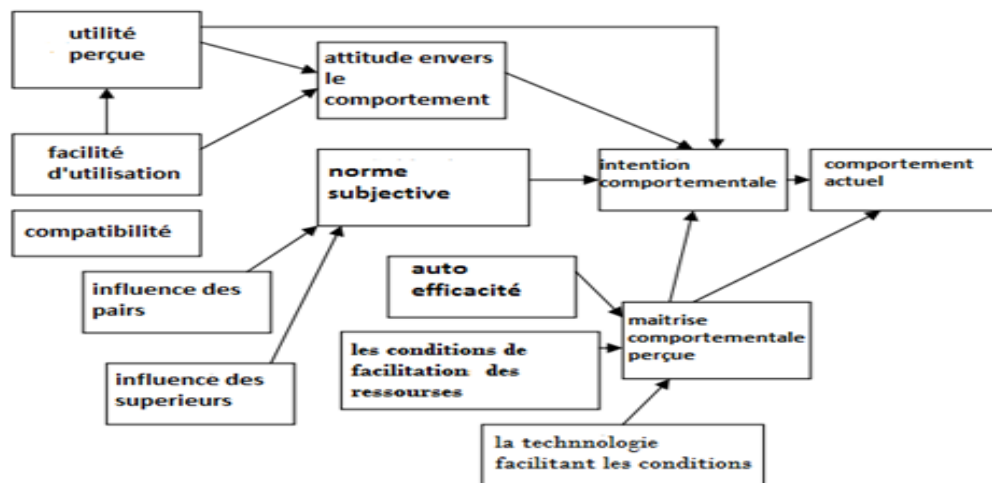 utilité
perçue
attitude envers
le
comportement
facilité
d'utilisation
norme
subjective
intention
comportementale
comportement
actuel
compatibilité
auto
efficacité
influence des
pairs
maitrise
comportementale
perçue
les conditions de
facilitation des
ressourses
influence des
superieurs
la technnologie
facilitant les conditions